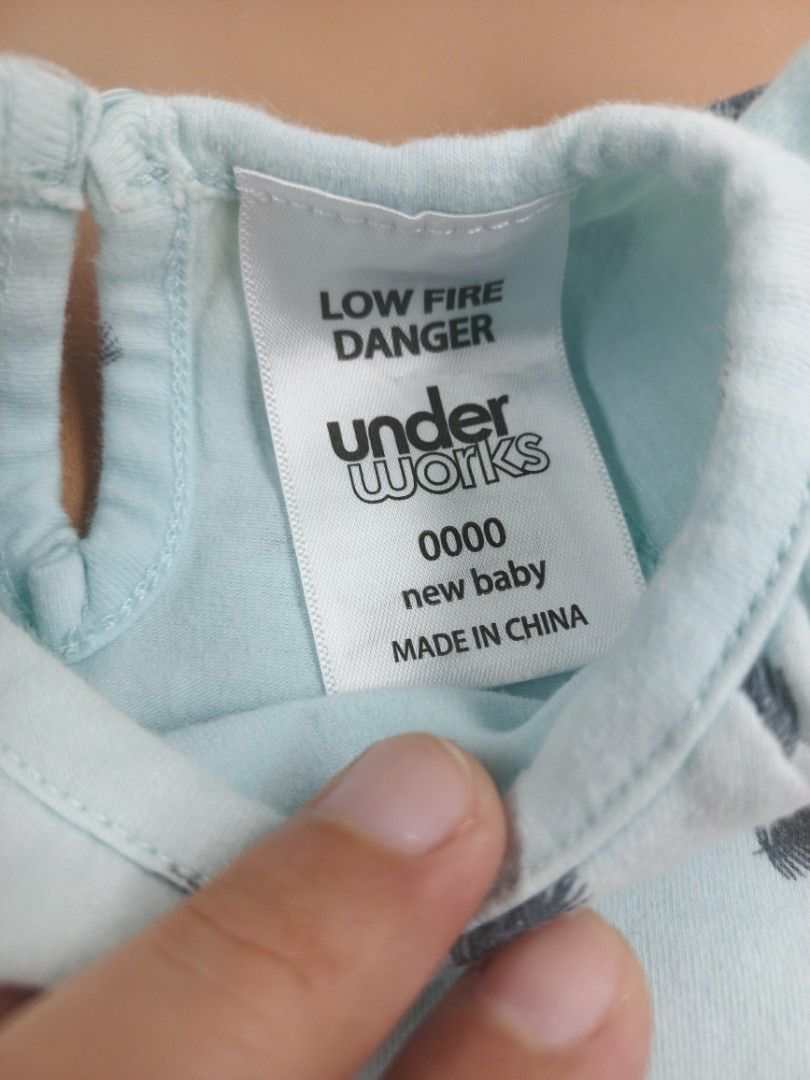 LOW FIRE
DANGER
under
works
0000
new baby
MADE IN CHINA